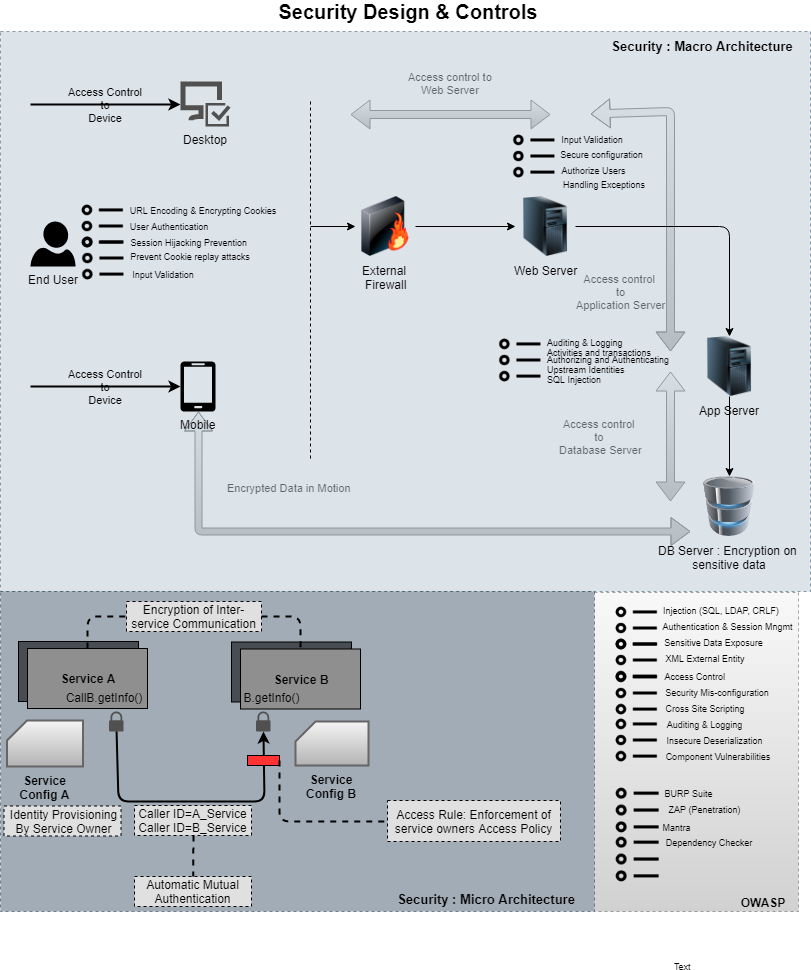 Security Design & Controls
Security : Macro Architecture
Access Control
to
Device
Desktop
Access control to
Web Server
Input Validation
Secure configuration
Authorize Users
Handling Exceptions
URL Encoding & Encrypting Cookies
User Authentication
Session Hijacking Prevention
Prevent Cookie replay attacks
Input Validation
End User
External
Firewall
Web Server
Access control
to
Application Server
Auditing & Logging
Activities and transactions
Authorizing and Authenticating
Upstream Identities
SQL Injection
App Server
Access Control
to
Device
Mobile
Access control
to
Database Server
Encrypted Data in Motion
DB Server : Encryption on
sensitive data
Encryption of Inter-
service Communication
Service A
CallB.getInfo()
Service B
B.getInfo()
Service
Config A
Service
Config B
Identity Provisioning
By Service Owner
Caller ID=A_Service
Caller ID=B_Service
Access Rule: Enforcement of
service owners Access Policy
Automatic Mutual
Authentication
Security : Micro Architecture
Injection (SQL, LDAP, CRLF)
Authentication & Session Mngmt
Sensitive Data Exposure
XML External Entity
Access Control
Security Mis-configuration
Cross Site Scripting
Auditing & Logging
Insecure Deserialization
Component Vulnerabilities
BURP Suite
ZAP (Penetration)
Mantra
Dependency Checker
OWASP
Text